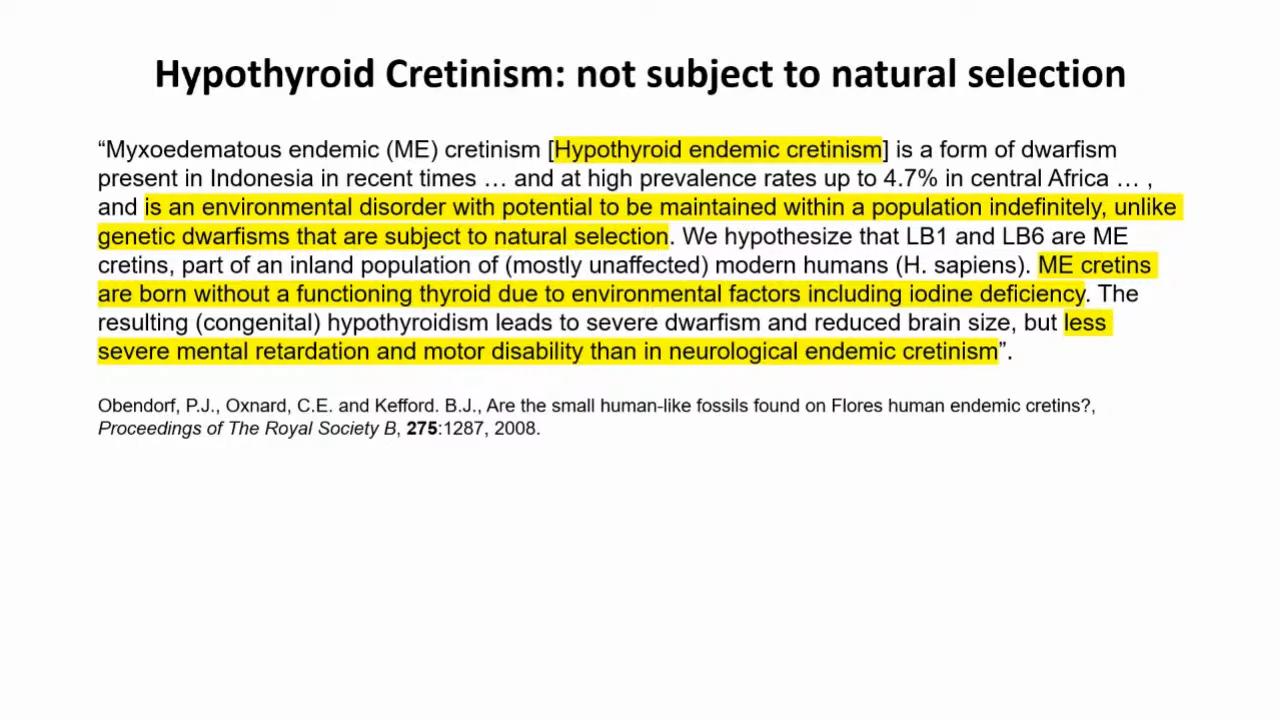 Hypothyroid Cretinism: not subject to natural selection
“Myxoedematous endemic (ME) cretinism [Hypothyroid endemic cretinism] is a form of dwarfism
present in Indonesia in recent times … and at high prevalence rates up to 4.7% in central Africa … ,
and is an environmental disorder with potential to be maintained within a population indefinitely, unlike
genetic dwarfisms that are subject to natural selection. We hypothesize that LB1 and LB6 are ME
cretins, part of an inland population of (mostly unaffected) modern humans (H. sapiens). ME cretins
are born without a functioning thyroid due to environmental factors including iodine deficiency. The
resulting (congenital) hypothyroidism leads to severe dwarfism and reduced brain size, but less
severe mental retardation and motor disability than in neurological endemic cretinism”.
Obendorf, P.J., Oxnard, C.E. and Kefford. B.J., Are the small human-like fossils found on Flores human endemic cretins?,
Proceedings of The Royal Society B, 275:1287, 2008.